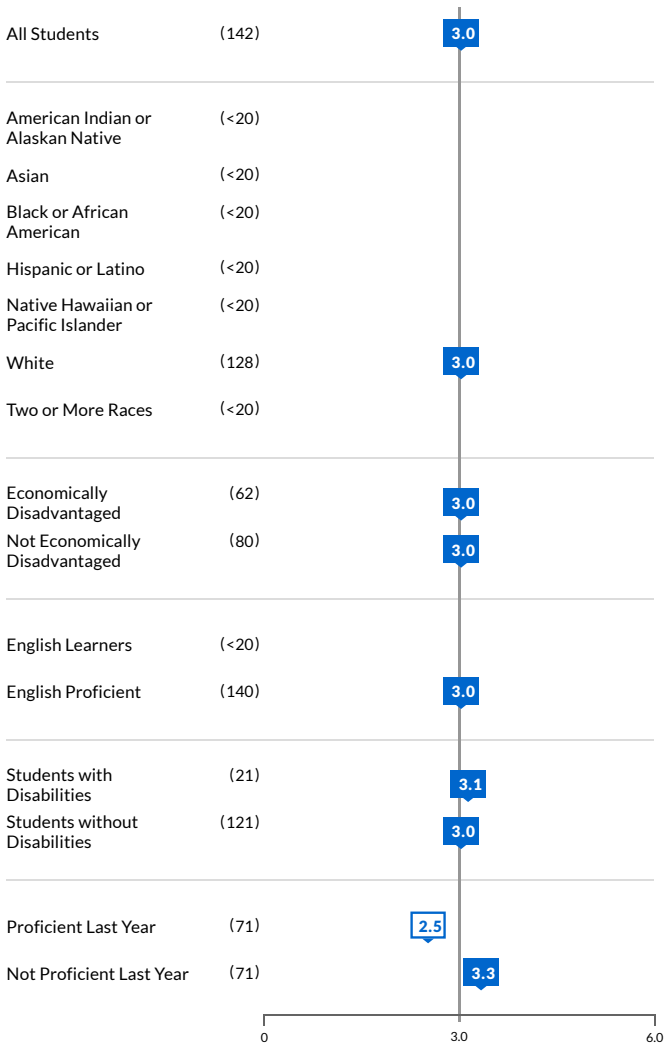 All Students (142) 3.0
American Indian or (<20)
Alaskan Native
Asian (<20)
Black or African (<20)
American
Hispanic or Latino (<20)
Native Hawaiian or (<20)
Pacific Islander
White (128) 3.0
Two or More Races (<20)
Economically (62) 3.0
Disadvantaged
Not Economically (80) 3.0
Disadvantaged
English Learners (<20)
English Proficient (140) 3.0
Students with (21) 3.1
Disabilities
Students without (121) 3.0
Disabilities
Proficient Last Year (71) 2.5
Not Proficient Last Year (71) 3.3
0 3.0 6.0